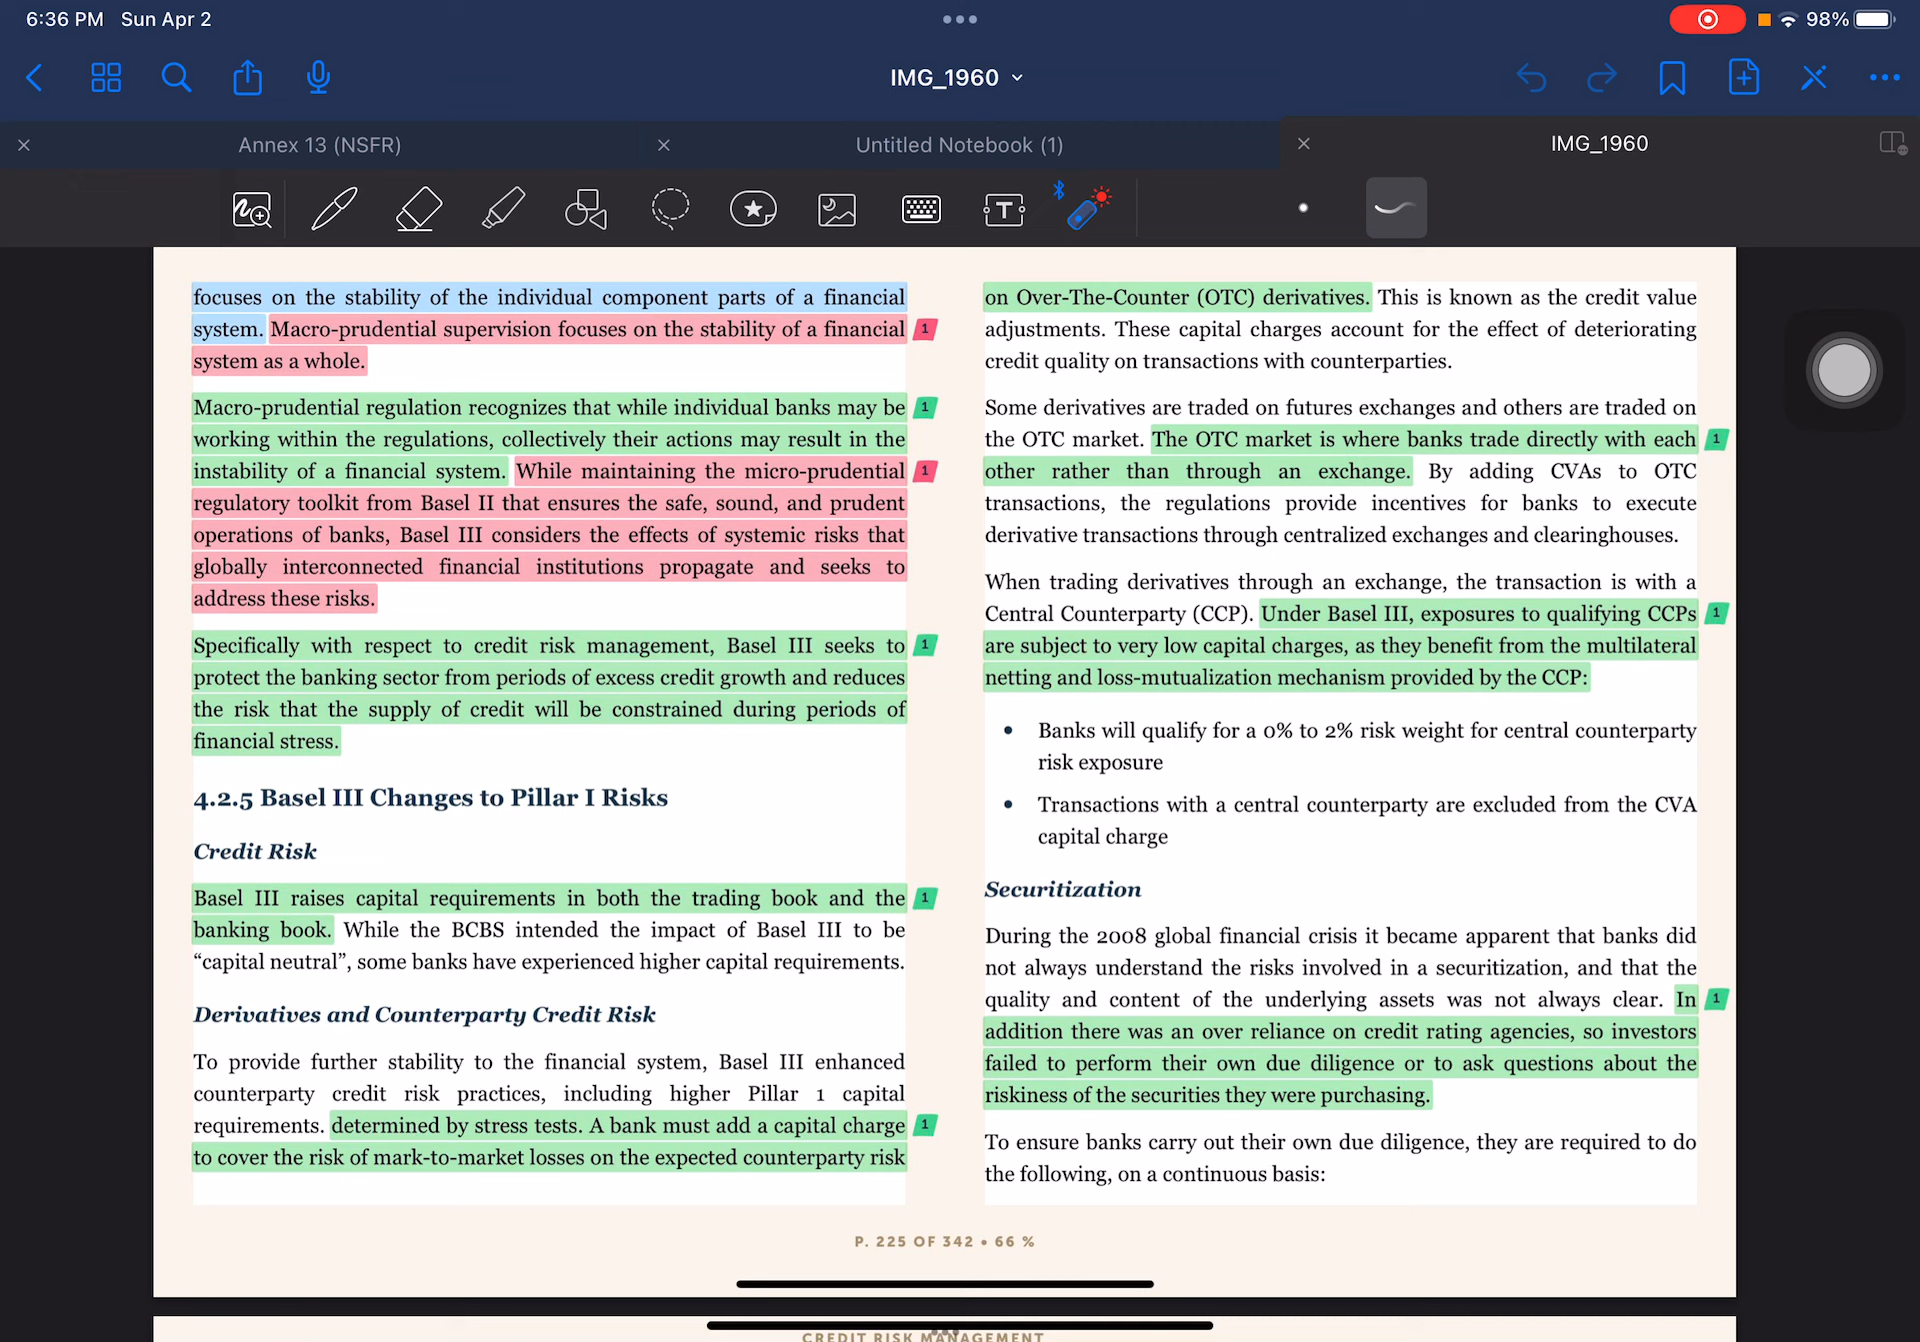 6:36 PM Sun Apr 2
98%
IMG_1960
Annex 13 (NSFR)
Untitled Notebook (1)
IMG_1960
T
focuses on the stability of the individual component parts of a financial
system. Macro-prudential supervision focuses on the stability of a financial
1
system as a whole.
Macro-prudential regulation recognizes that while individual banks may be
1
working within the regulations, collectively their actions may result in the
instability of a financial system. While maintaining the micro-prudential
1
regulatory toolkit from Basel II that ensures the safe, sound, and prudent
operations of banks, Basel III considers the effects of systemic risks that
globally interconnected financial institutions propagate and seeks to
address these risks.
Specifically with respect to credit risk management, Basel III seeks to
1
protect the banking sector from periods of excess credit growth and reduces
the risk that the supply of credit will be constrained during periods of
financial stress.
4.2.5 Basel III Changes to Pillar I Risks
Credit Risk
Basel III raises capital requirements in both the trading book and the
1
banking book. While the BCBS intended the impact of Basel III to be
“capital neutral”, some banks have experienced higher capital requirements.
Derivatives and Counterparty Credit Risk
To provide further stability to the financial system, Basel III enhanced
counterparty credit risk practices, including higher Pillar 1 capital
requirements. determined by stress tests. A bank must add a capital charge
1
to cover the risk of mark-to-market losses on the expected counterparty risk
on Over-The-Counter (OTC) derivatives. This is known as the credit value
adjustments. These capital charges account for the effect of deteriorating
credit quality on transactions with counterparties.
Some derivatives are traded on futures exchanges and others are traded on
the OTC market. The OTC market is where banks trade directly with each
1
other rather than through an exchange. By adding CVAs to OTC
transactions, the regulations provide incentives for banks to execute
derivative transactions through centralized exchanges and clearinghouses.
When trading derivatives through an exchange, the transaction is with a
Central Counterparty (CCP). Under Basel III, exposures to qualifying CCPs
1
are subject to very low capital charges, as they benefit from the multilateral
netting and loss-mutualization mechanism provided by the CCP:
• Banks will qualify for a 0% to 2% risk weight for central counterparty
risk exposure
• Transactions with a central counterparty are excluded from the CVA
capital charge
Securitization
During the 2008 global financial crisis it became apparent that banks did
not always understand the risks involved in a securitization, and that the
quality and content of the underlying assets was not always clear. In
1
addition there was an over reliance on credit rating agencies, so investors
failed to perform their own due diligence or to ask questions about the
riskiness of the securities they were purchasing.
To ensure banks carry out their own due diligence, they are required to do
the following, on a continuous basis:
P. 225 OF 342 • 66 %
CREDIT RISK MANAGEMENT